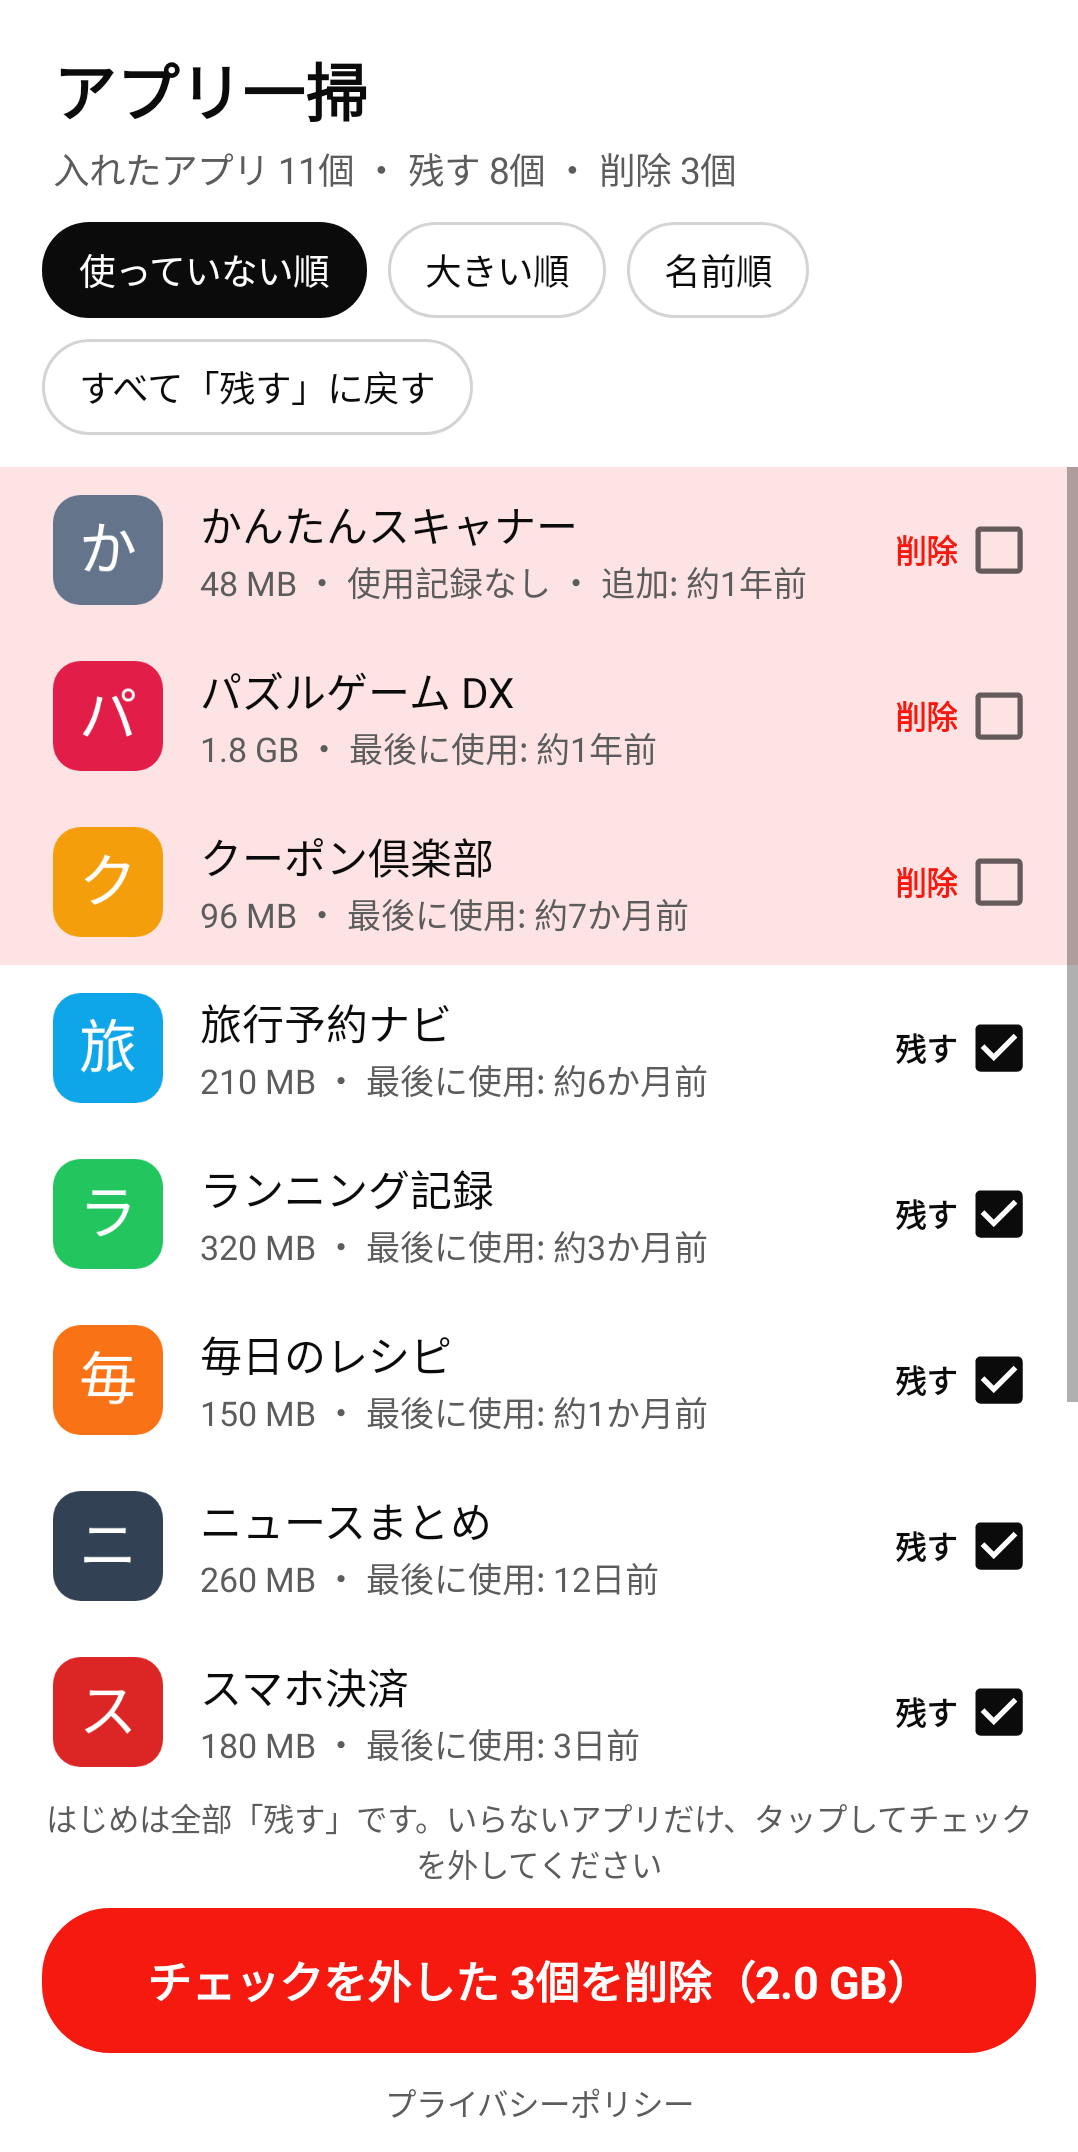 アプリ一掃
入れたアプリ 11個 ・ 残す 8個 ・ 削除 3個
使っていない順
大きい順
名前順
すべて「残す」に戻す
か
かんたんスキャナー
48 MB ・ 使用記録なし ・ 追加: 約1年前
削除
パ
パズルゲーム DX
1.8 GB ・ 最後に使用: 約1年前
削除
ク
クーポン倶楽部
96 MB ・ 最後に使用: 約7か月前
削除
旅
旅行予約ナビ
210 MB ・ 最後に使用: 約6か月前
残す
ラ
ランニング記録
320 MB ・ 最後に使用: 約3か月前
残す
毎
毎日のレシピ
150 MB ・ 最後に使用: 約1か月前
残す
ニ
ニュースまとめ
260 MB ・ 最後に使用: 12日前
残す
ス
スマホ決済
180 MB ・ 最後に使用: 3日前
残す
はじめは全部「残す」です。いらないアプリだけ、タップしてチェック
を外してください
チェックを外した 3個を削除（2.0 GB）
プライバシーポリシー